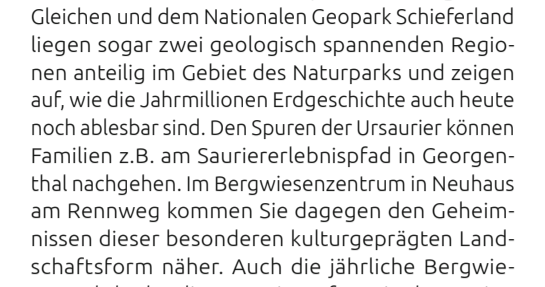 Gleichen und dem Nationalen Geopark Schieferland
liegen sogar zwei geologisch spannenden Regio-
nen anteilig im Gebiet des Naturparks und zeigen
auf, wie die Jahrmillionen Erdgeschichte auch heute
noch ablesbar sind. Den Spuren der Ursaurier können
Familien z.B. am Sauriererlebnispfad in Georgen-
thal nachgehen. Im Bergwiesenzentrum in Neuhaus
am Rennweg kommen Sie dagegen den Geheim-
nissen dieser besonderen kulturgeprägten Land-
schaftsform näher. Auch die jährliche Bergwie-